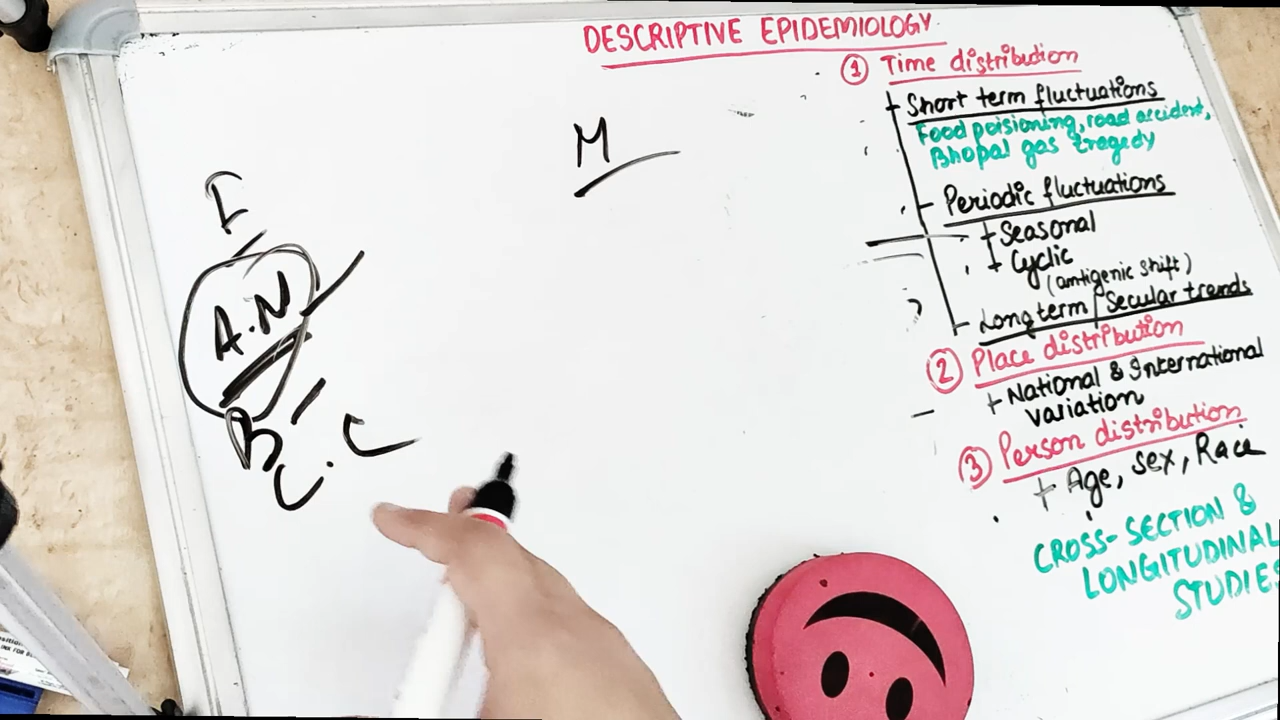 DESCRIPTIVE EPIDEMIOLOGY
① Time distribution
Short term fluctuations
Food poisioning, road accident,
Bhopal gas tragedy
Periodic fluctuations
Seasonal
Cyclic
(antigenic shift)
Long term / Secular trends
② Place distribution
National & International
variation
③ Person distribution
Age, sex, Race
CROSS-SECTION &
LONGITUDINAL
STUDIES
M
I
A.N
B
C.C